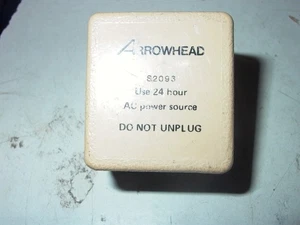 ARROWHEAD
82093
Use 24 hour
AC power source
DO NOT UNPLUG